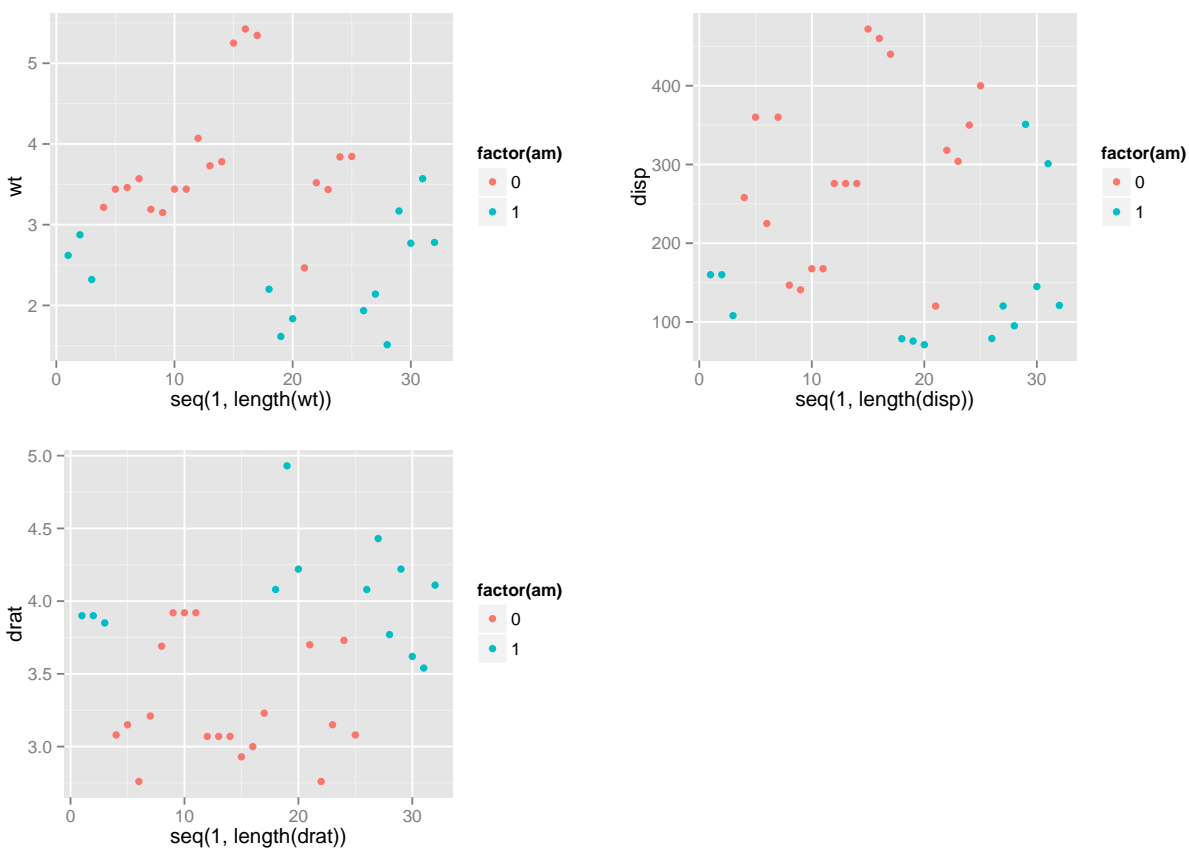 5
4
3
2
wt
0 10 20 30
seq(1, length(wt))
factor(am)
0
1
400
300
200
100
disp
0 10 20 30
seq(1, length(disp))
factor(am)
0
1
5.0
4.5
4.0
3.5
3.0
drat
0 10 20 30
seq(1, length(drat))
factor(am)
0
1